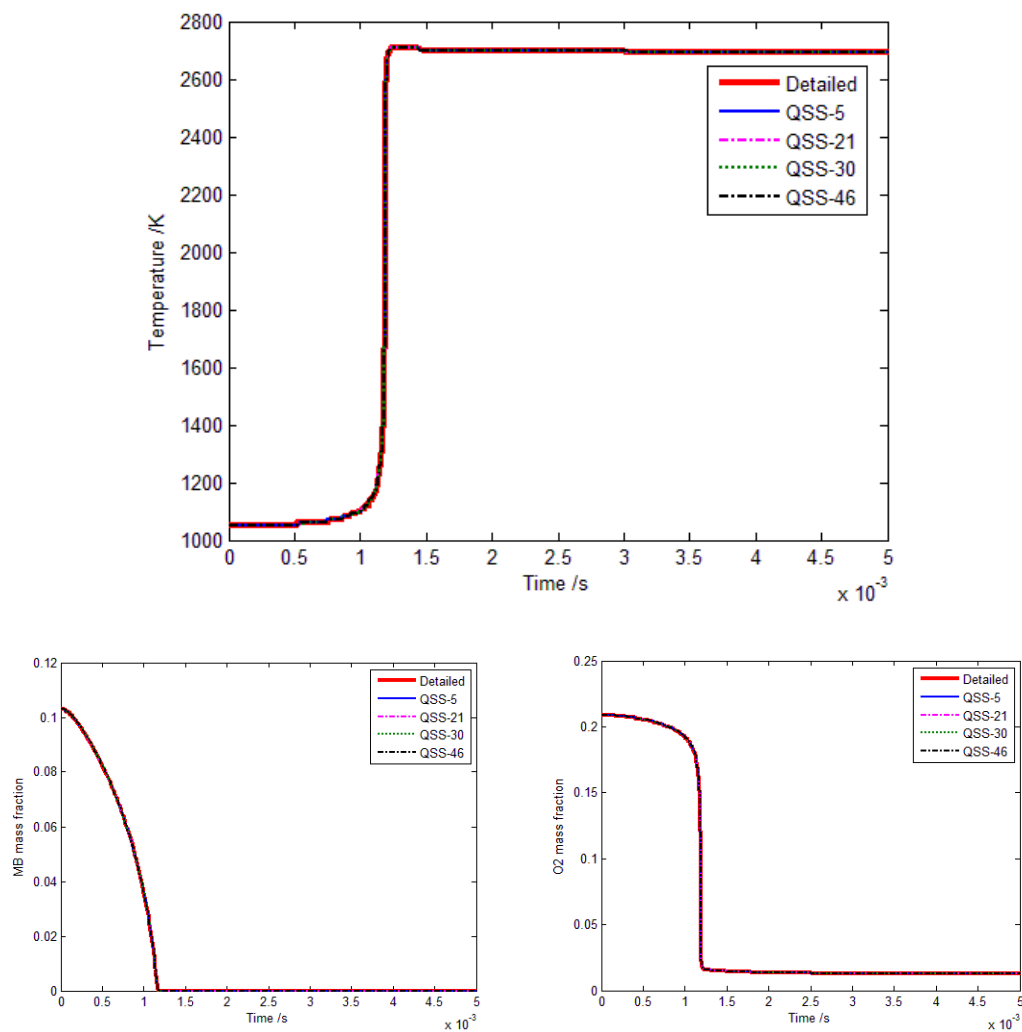 2800
2600
2400
2200
2000
1800
1600
1400
1200
1000
Temperature /K
Detailed
QSS-5
QSS-21
QSS-30
QSS-46
0 0.5 1 1.5 2 2.5 3 3.5 4 4.5 5
Time /s
x 10^-3
0.12
0.1
0.08
0.06
0.04
0.02
0
MB mass fraction
Detailed
QSS-5
QSS-21
QSS-30
QSS-46
0 0.5 1 1.5 2 2.5 3 3.5 4 4.5 5
Time /s
x 10^-3
0.25
0.2
0.15
0.1
0.05
0
O2 mass fraction
Detailed
QSS-5
QSS-21
QSS-30
QSS-46
0 0.5 1 1.5 2 2.5 3 3.5 4 4.5 5
Time /s
x 10^-3